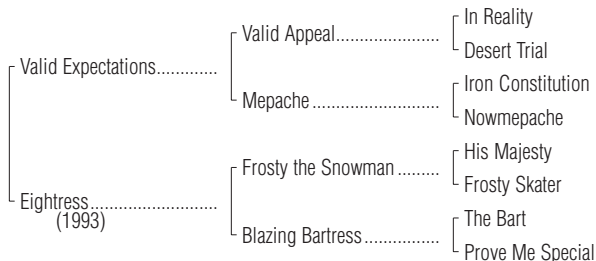 In Reality
Valid Appeal.....................
Desert Trial
Valid Expectations.............
Iron Constitution
Mepache ..........................
Nowmepache
His Majesty
Frosty the Snowman .........
Frosty Skater
Eightress..........................
(1993)
The Bart
Blazing Bartress................
Prove Me Special